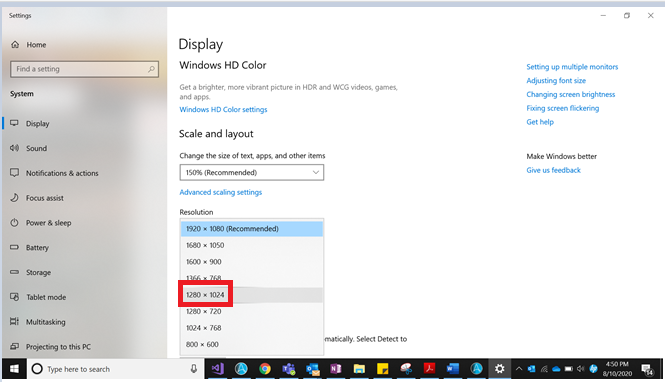 Settings
Home
Find a setting
System
Display
Sound
Notifications & actions
Focus assist
Power & sleep
Battery
Storage
Tablet mode
Multitasking
Projecting to this PC
Display
Windows HD Color
Get a brighter, more vibrant picture in HDR and WCG videos, games,
and apps.
Windows HD Color settings
Scale and layout
Change the size of text, apps, and other items
150% (Recommended)
Advanced scaling settings
Resolution
1920 × 1080 (Recommended)
1680 × 1050
1600 × 900
1366 × 768
1280 × 1024
1280 × 720
1024 × 768
800 × 600
matically. Select Detect to
Setting up multiple monitors
Adjusting font size
Changing screen brightness
Fixing screen flickering
Get help
Make Windows better
Give us feedback
Type here to search
4:50 PM
8/10/2020